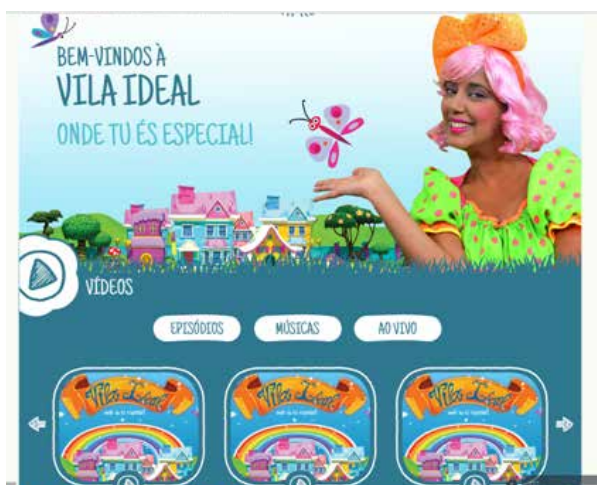 BEM-VINDOS À
VILA IDEAL
ONDE TU ÉS ESPECIAL!
VÍDEOS
EPISÓDIOS
MÚSICAS
AO VIVO
Vila Ideal
Vila Ideal
Vila Ideal